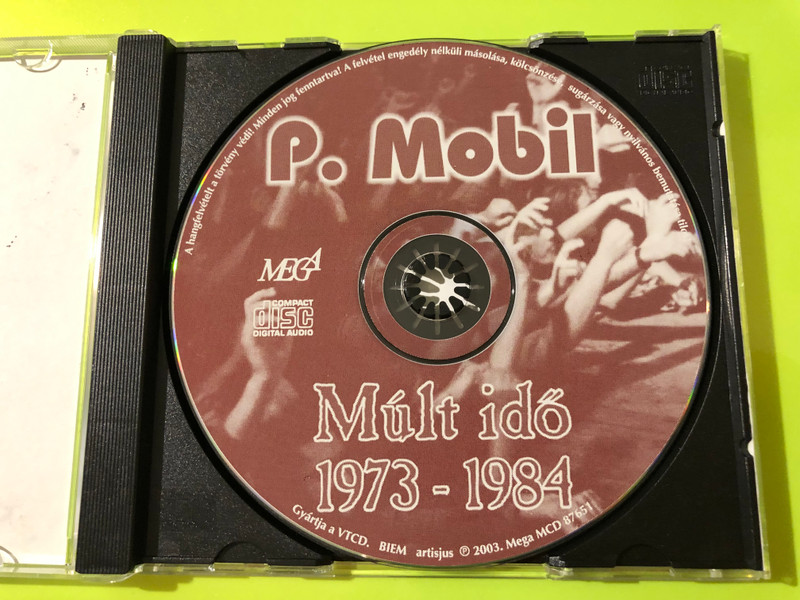 A hangfelvételt a törvény védi! Minden jog fenntartva! A felvétel engedély nélküli másolása, kölcsönzése, sugárzása vagy nyilvános bemutatása
P. Mobil
MEGA
COMPACT
disc
DIGITAL AUDIO
Múlt idő
1973 - 1984
Gyártja a VTCD. BIEM artisjus ℗ 2003. Mega MCD 87651